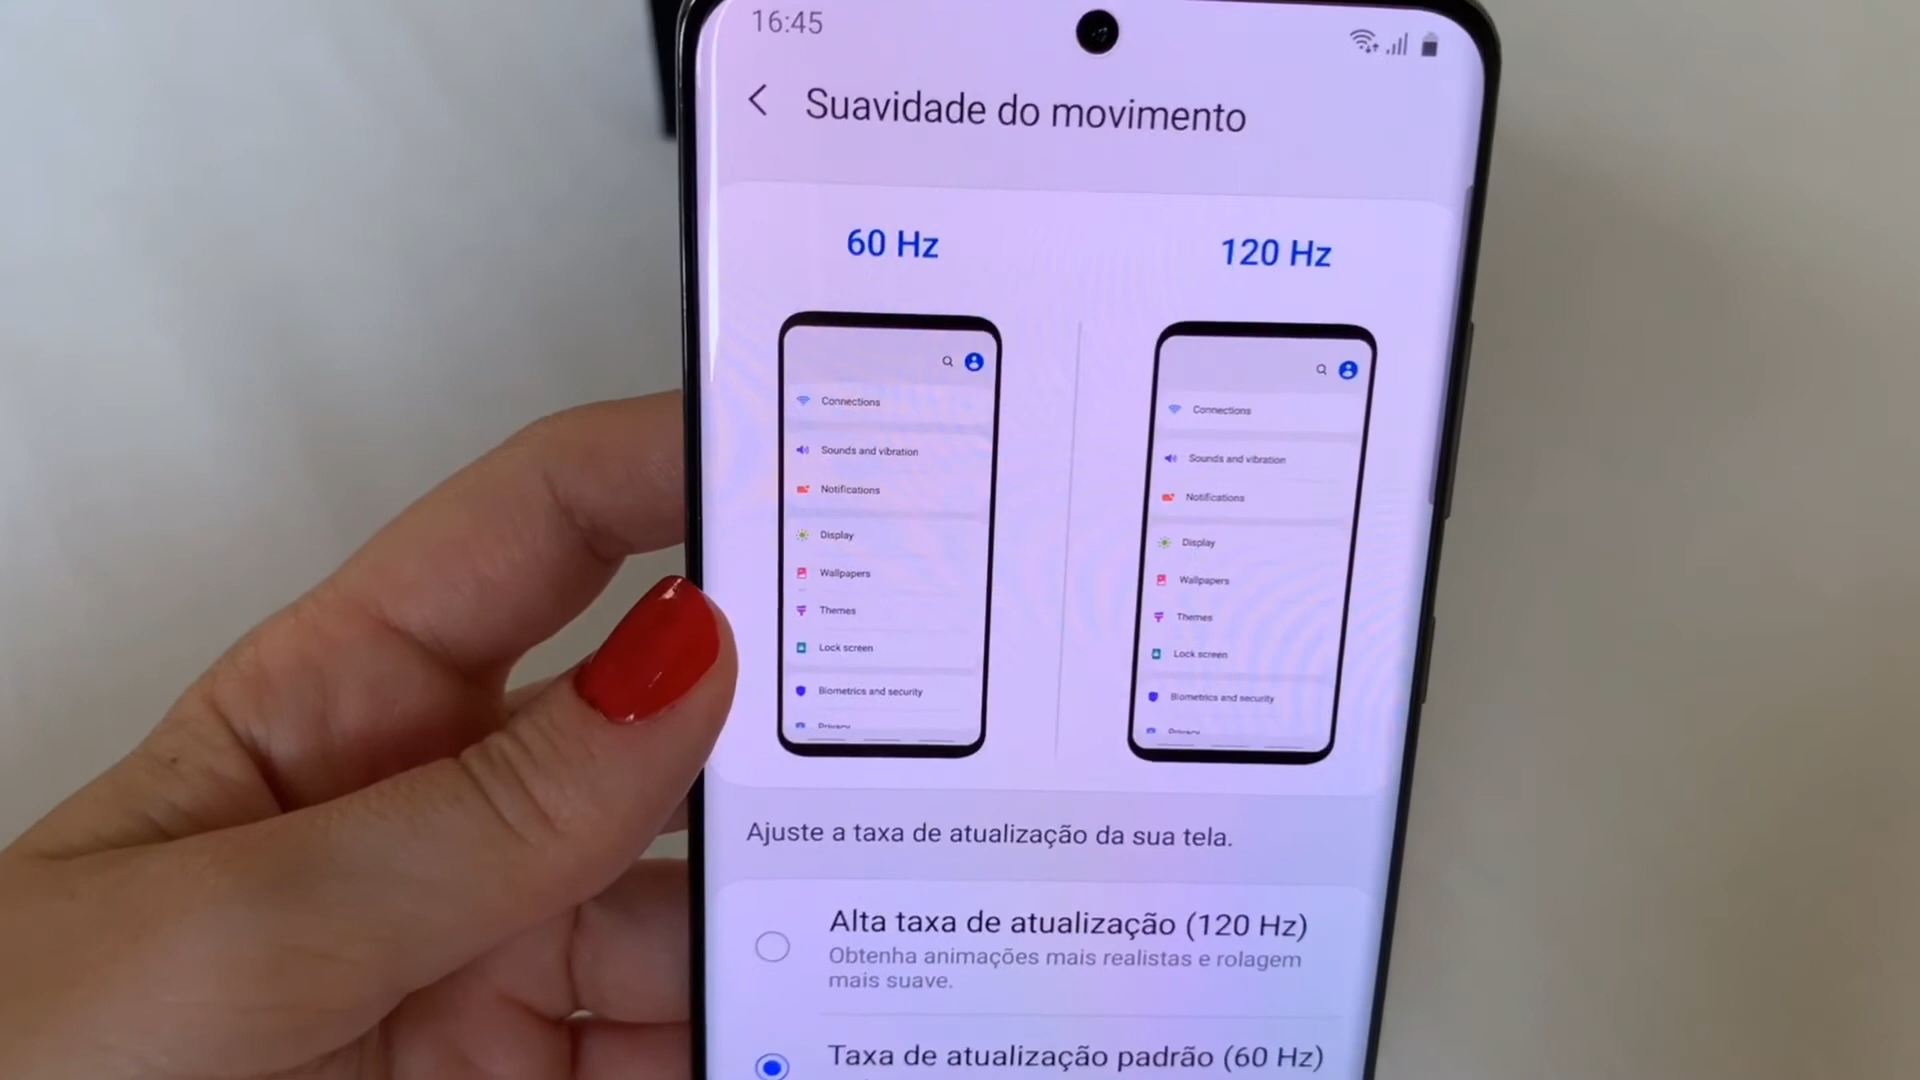 16:45
Suavidade do movimento
60 Hz
120 Hz
Connections
Sounds and vibration
Notifications
Display
Wallpapers
Themes
Lock screen
Biometrics and security
Privacy
Connections
Sounds and vibration
Notifications
Display
Wallpapers
Themes
Lock screen
Biometrics and security
Privacy
Ajuste a taxa de atualização da sua tela.
Alta taxa de atualização (120 Hz)
Obtenha animações mais realistas e rolagem
mais suave.
Taxa de atualização padrão (60 Hz)